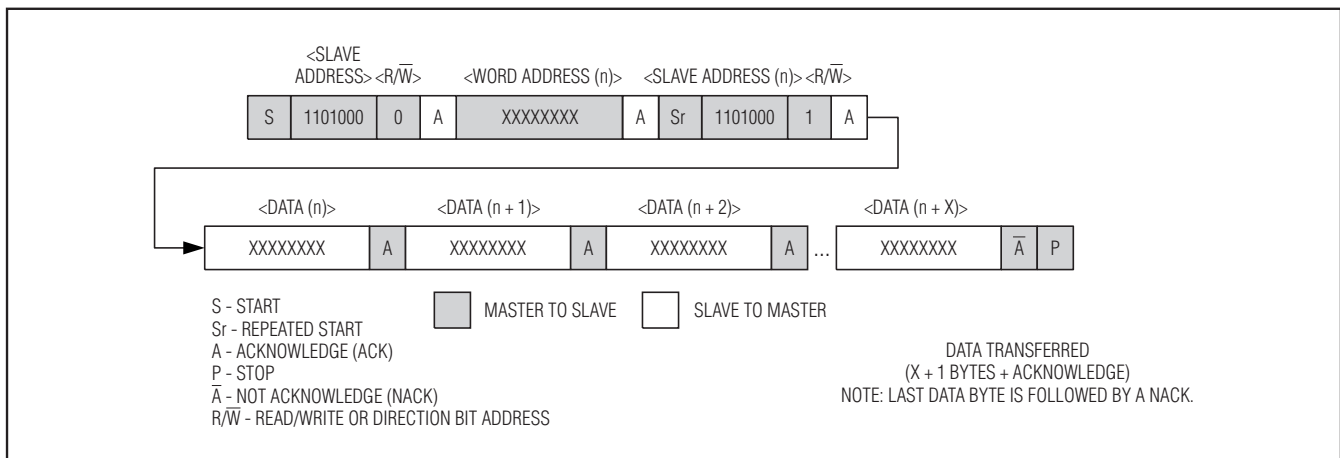 <SLAVE
ADDRESS> <R/W̅> <WORD ADDRESS (n)> <SLAVE ADDRESS (n)> <R/W̅>
S 1101000 0 A XXXXXXXX A Sr 1101000 1 A
<DATA (n)> <DATA (n + 1)> <DATA (n + 2)> <DATA (n + X)>
XXXXXXXX A XXXXXXXX A XXXXXXXX A ... XXXXXXXX A̅ P
S - START
Sr - REPEATED START
A - ACKNOWLEDGE (ACK)
P - STOP
A̅ - NOT ACKNOWLEDGE (NACK)
R/W̅ - READ/WRITE OR DIRECTION BIT ADDRESS
MASTER TO SLAVE SLAVE TO MASTER
DATA TRANSFERRED
(X + 1 BYTES + ACKNOWLEDGE)
NOTE: LAST DATA BYTE IS FOLLOWED BY A NACK.